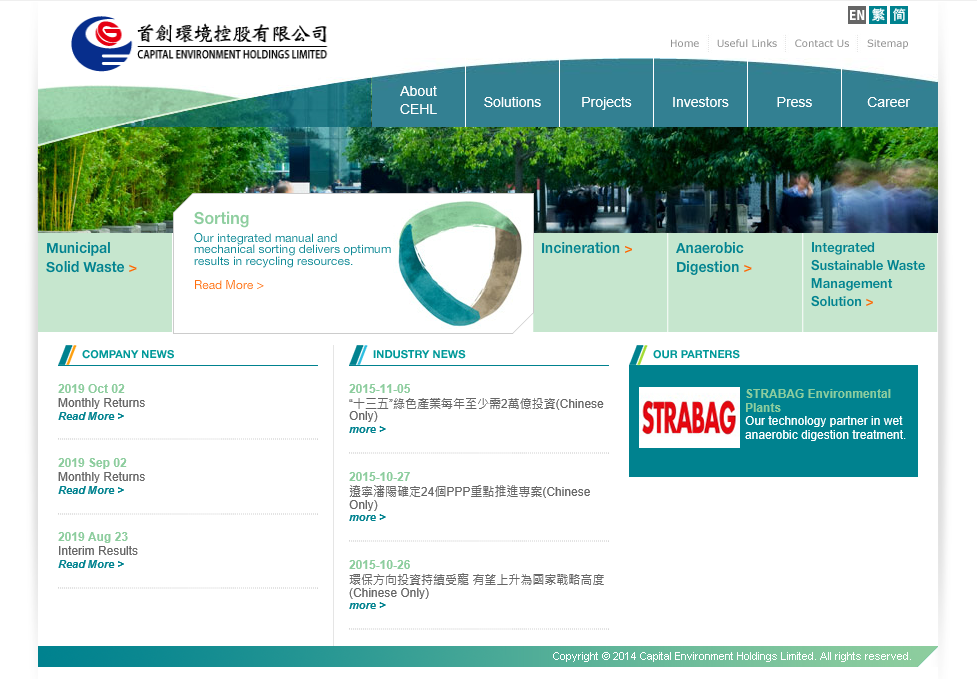 EN 繁 简
首創環境控股有限公司
CAPITAL ENVIRONMENT HOLDINGS LIMITED
Home
Useful Links
Contact Us
Sitemap
About
CEHL
Solutions
Projects
Investors
Press
Career
Municipal
Solid Waste >
Sorting
Our integrated manual and
mechanical sorting delivers optimum
results in recycling resources.
Read More >
Incineration >
Anaerobic
Digestion >
Integrated
Sustainable Waste
Management
Solution >
COMPANY NEWS
2019 Oct 02
Monthly Returns
Read More >
2019 Sep 02
Monthly Returns
Read More >
2019 Aug 23
Interim Results
Read More >
INDUSTRY NEWS
2015-11-05
“十三五”綠色產業每年至少需2萬億投資(Chinese
Only)
more >
2015-10-27
遼寧瀋陽確定24個PPP重點推進專案(Chinese
Only)
more >
2015-10-26
環保方向投資持續受寵 有望上升為國家戰略高度
(Chinese Only)
more >
OUR PARTNERS
STRABAG
STRABAG Environmental
Plants
Our technology partner in wet
anaerobic digestion treatment.
Copyright © 2014 Capital Environment Holdings Limited. All rights reserved.